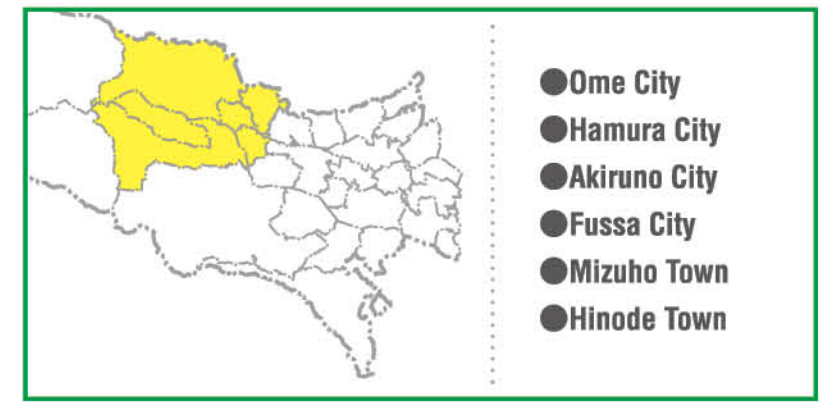 ●Ome City
●Hamura City
●Akiruno City
●Fussa City
●Mizuho Town
●Hinode Town